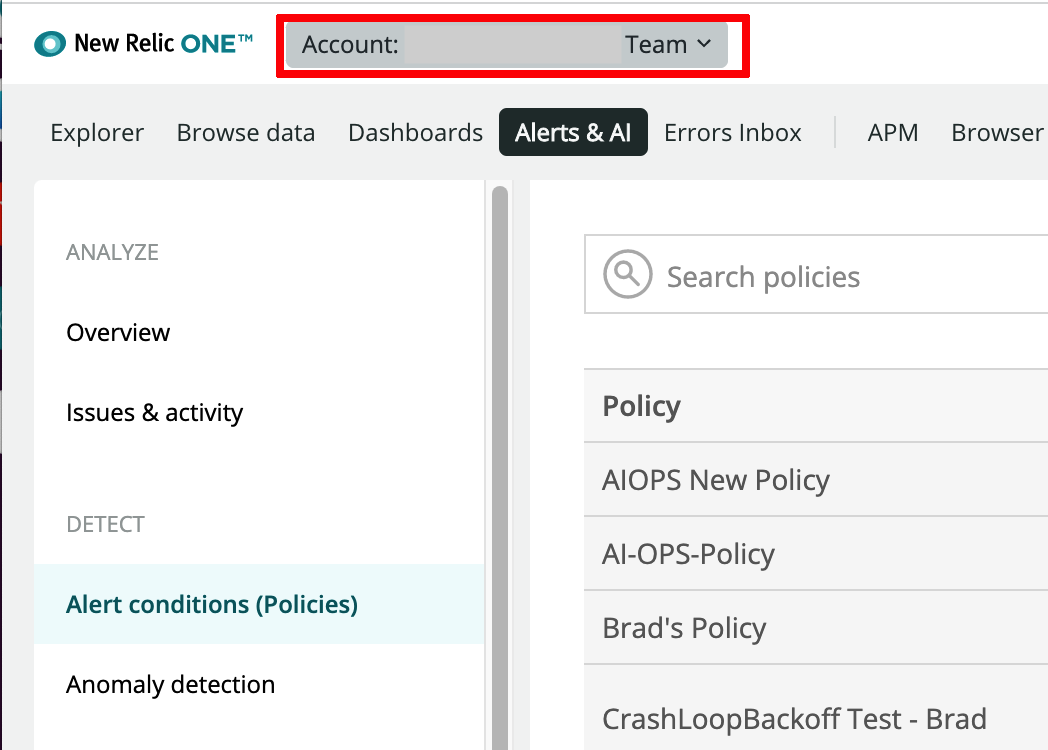 New Relic ONE™
Account: Team
Explorer Browse data Dashboards Alerts & AI Errors Inbox APM Browser
ANALYZE
Overview
Issues & activity
DETECT
Alert conditions (Policies)
Anomaly detection
Search policies
Policy
AIOPS New Policy
AI-OPS-Policy
Brad's Policy
CrashLoopBackoff Test - Brad